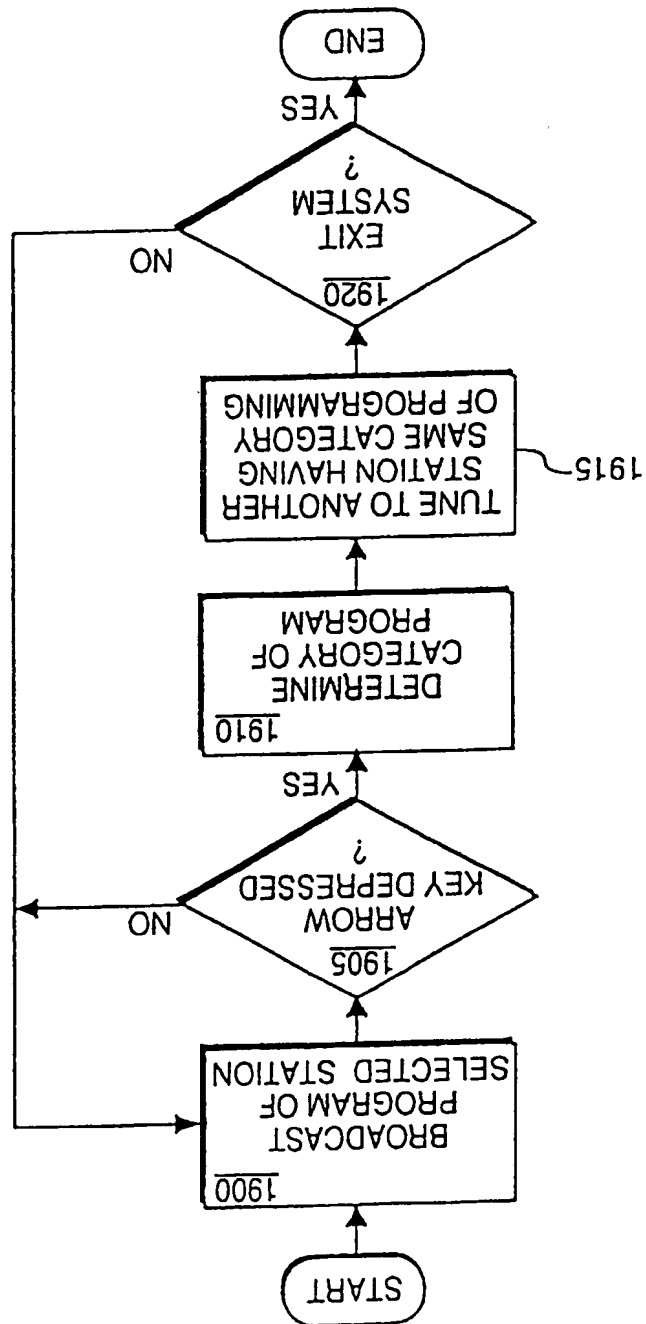 START
1900
BROADCAST
PROGRAM OF
SELECTED STATION
1905
ARROW
KEY DEPRESSED
?
NO
YES
1910
DETERMINE
CATEGORY OF
PROGRAM
TUNE TO ANOTHER
STATION HAVING
SAME CATEGORY
OF PROGRAMMING
1915
1920
EXIT
SYSTEM
?
NO
YES
END